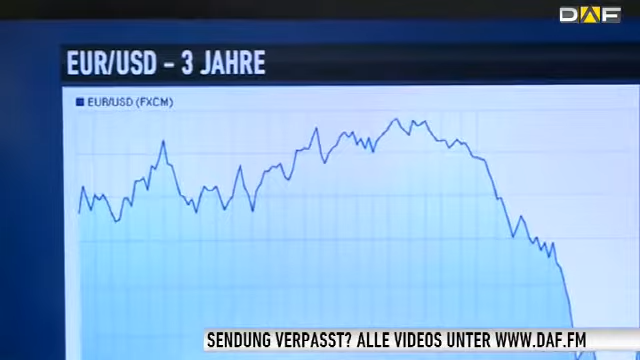 DAF
EUR/USD – 3 JAHRE
EUR/USD (FXCM)
SENDUNG VERPASST? ALLE VIDEOS UNTER WWW.DAF.FM